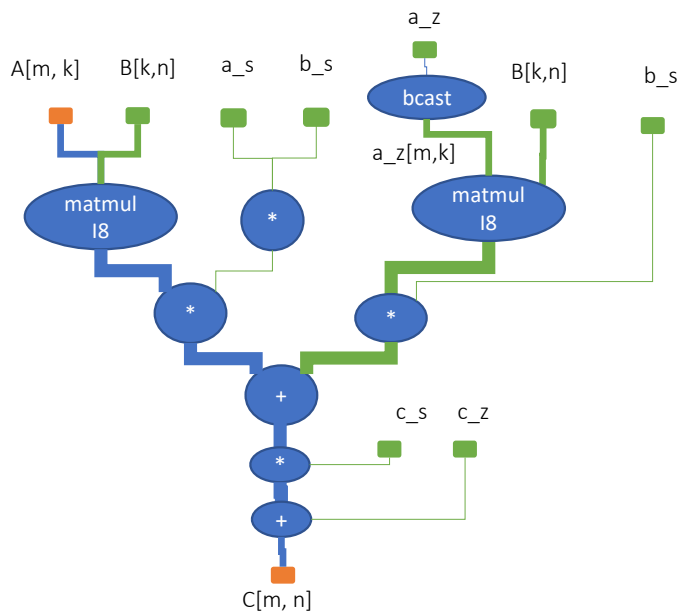 a_z
A[m, k]
B[k,n]
a_s
b_s
B[k,n]
b_s
bcast
a_z[m,k]
matmul
I8
*
matmul
I8
*
*
+
c_s
c_z
*
+
C[m, n]